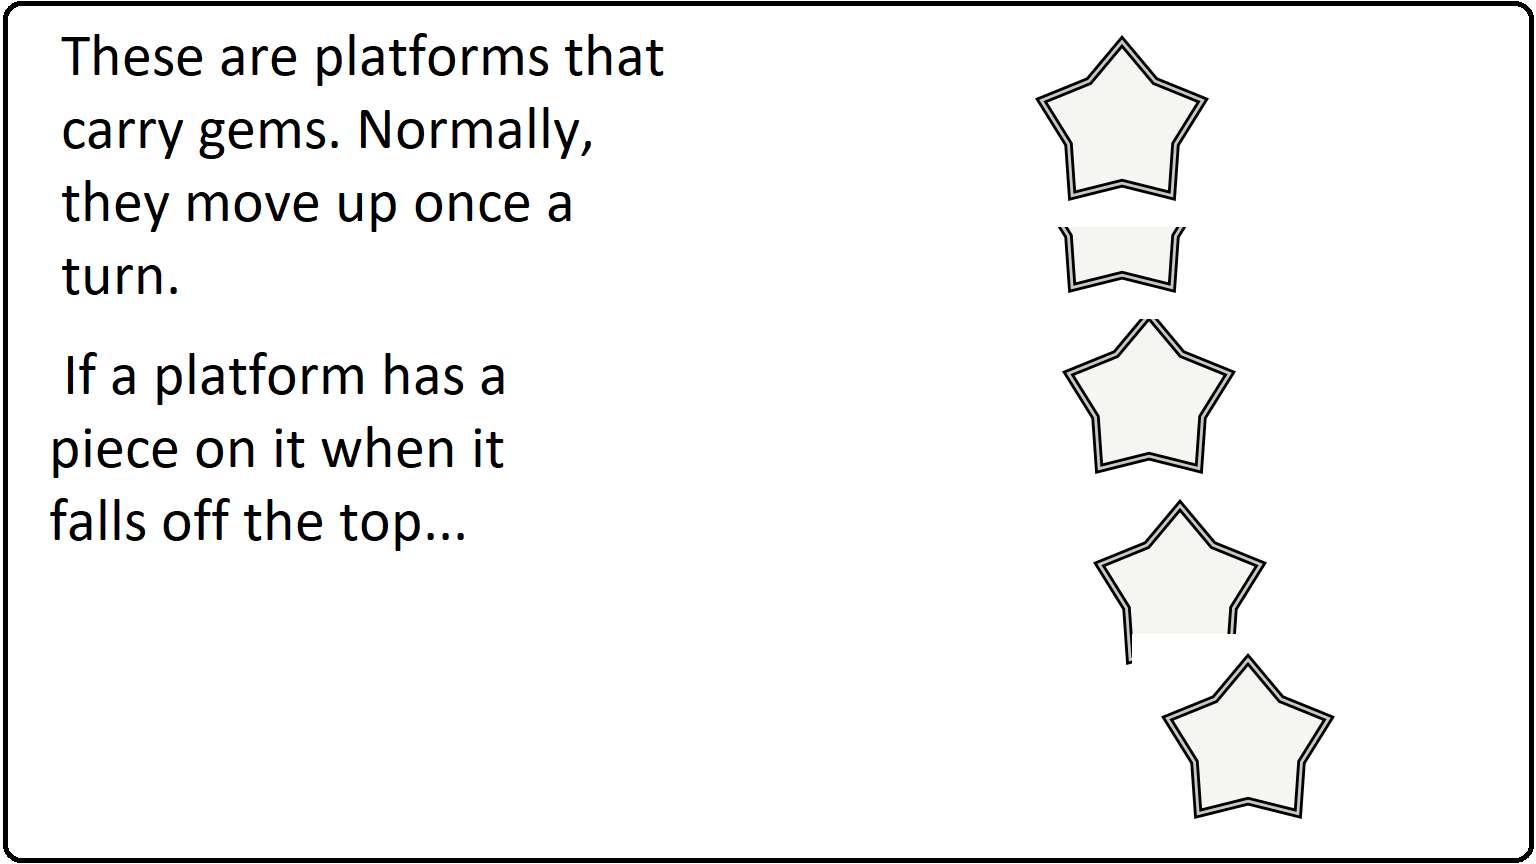 These are platforms that
carry gems. Normally,
they move up once a
turn.
If a platform has a
piece on it when it
falls off the top...